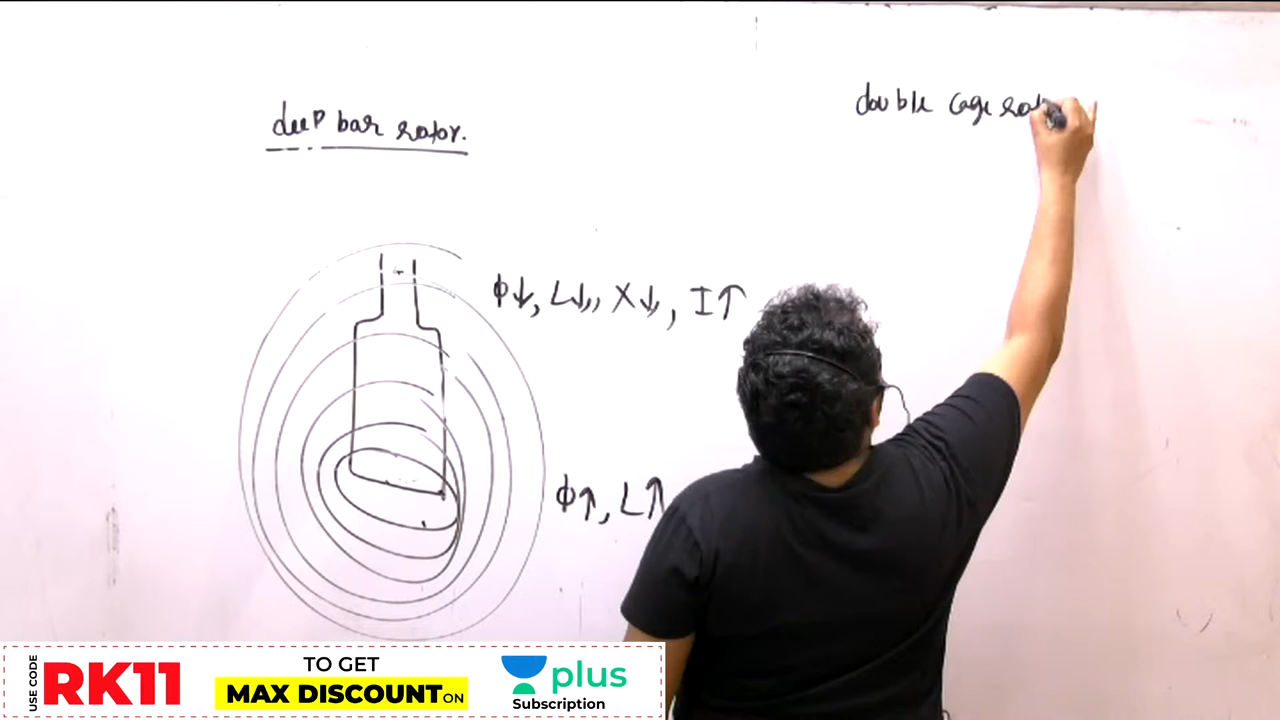 deep bar rotor.
double cage rot
Φ↓, L↓,, X↓,, I↑
Φ↑, L↑
USE CODE
RK11
TO GET
MAX DISCOUNT ON
plus
Subscription